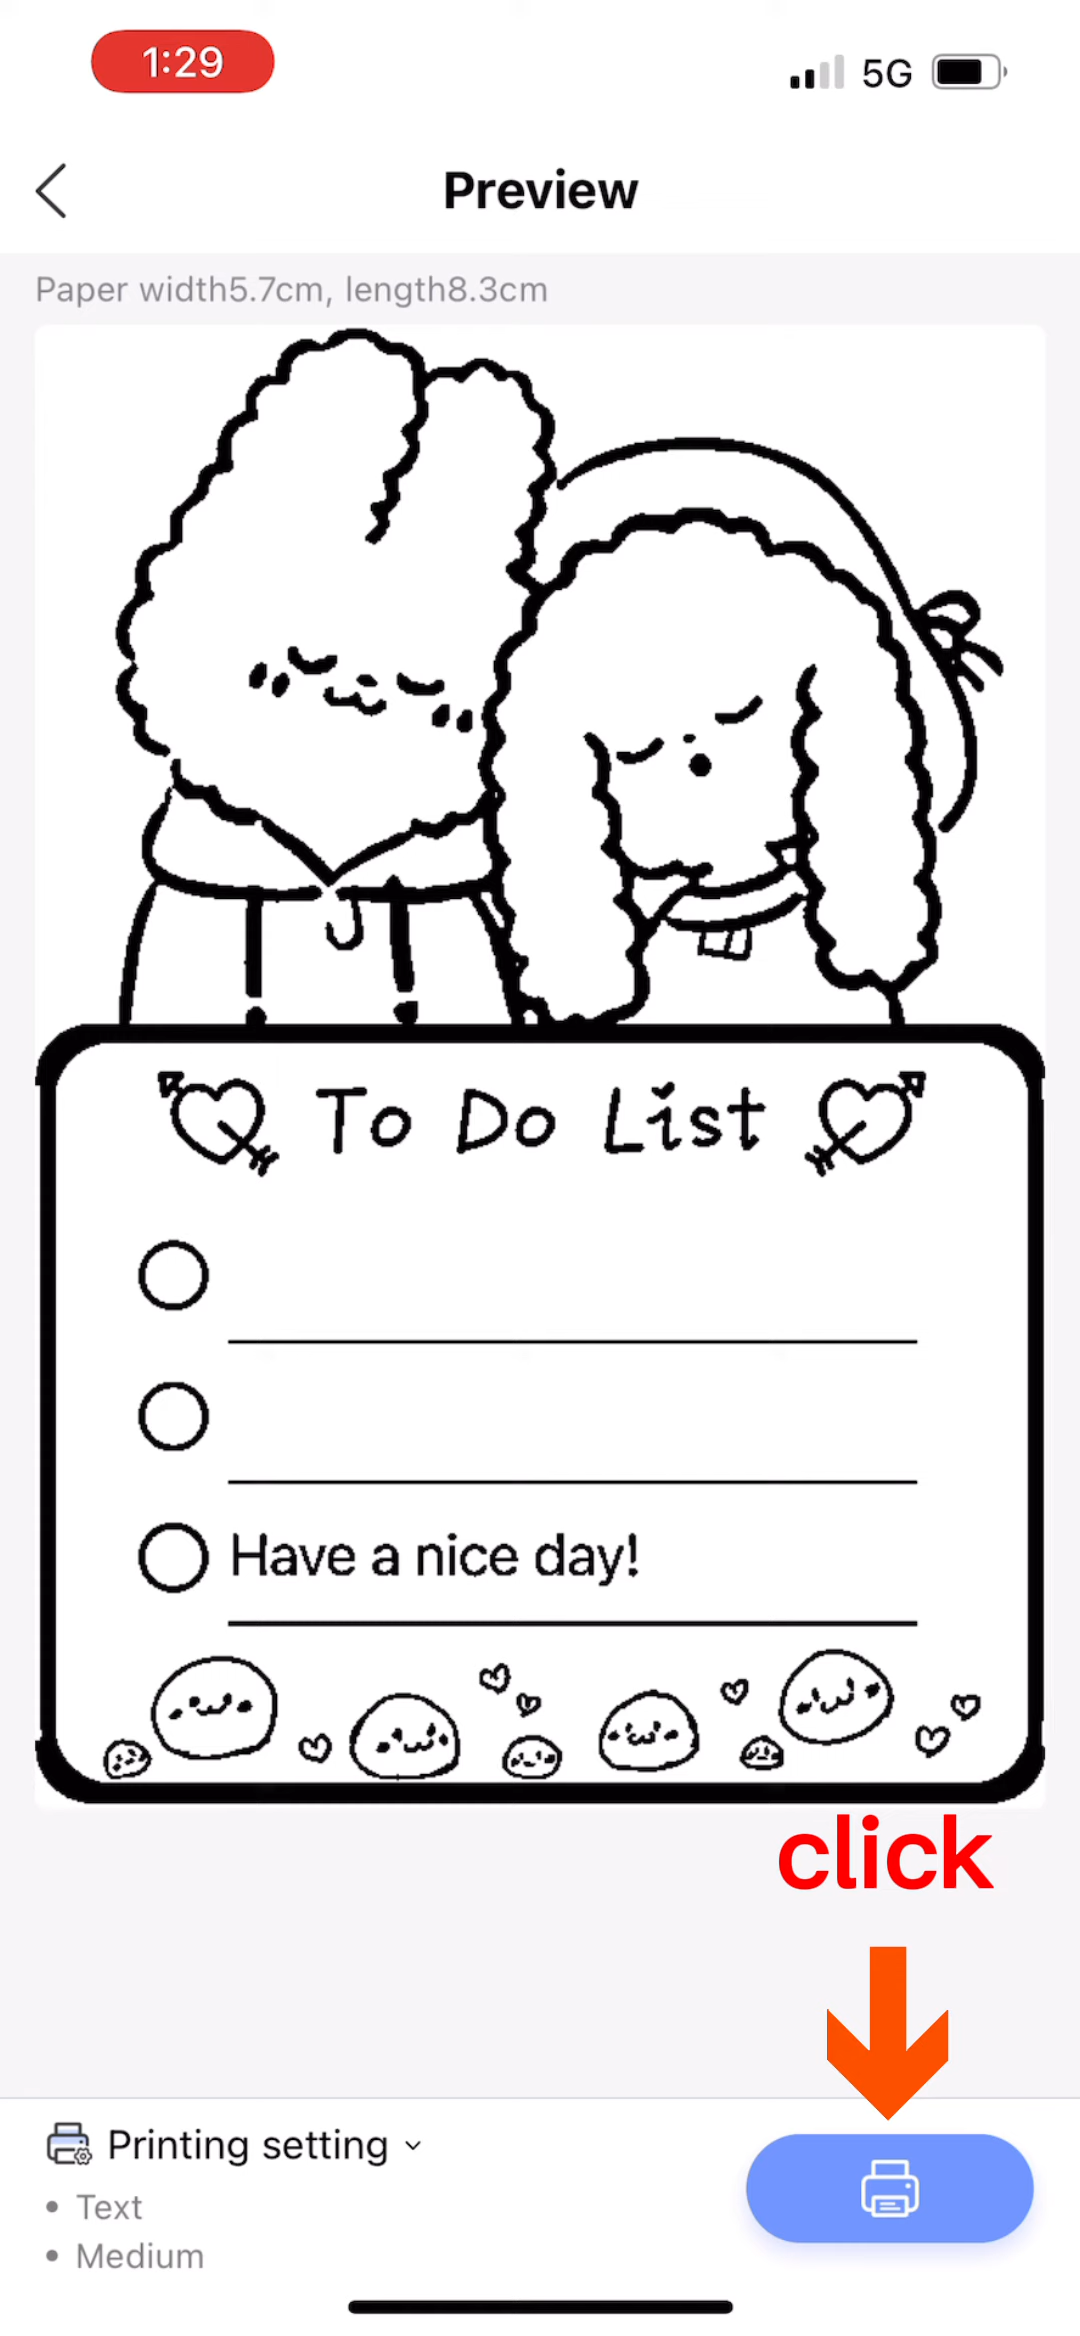 1:29
5G
Preview
Paper width5.7cm, length8.3cm
To Do List
Have a nice day!
click
Printing setting
• Text
• Medium